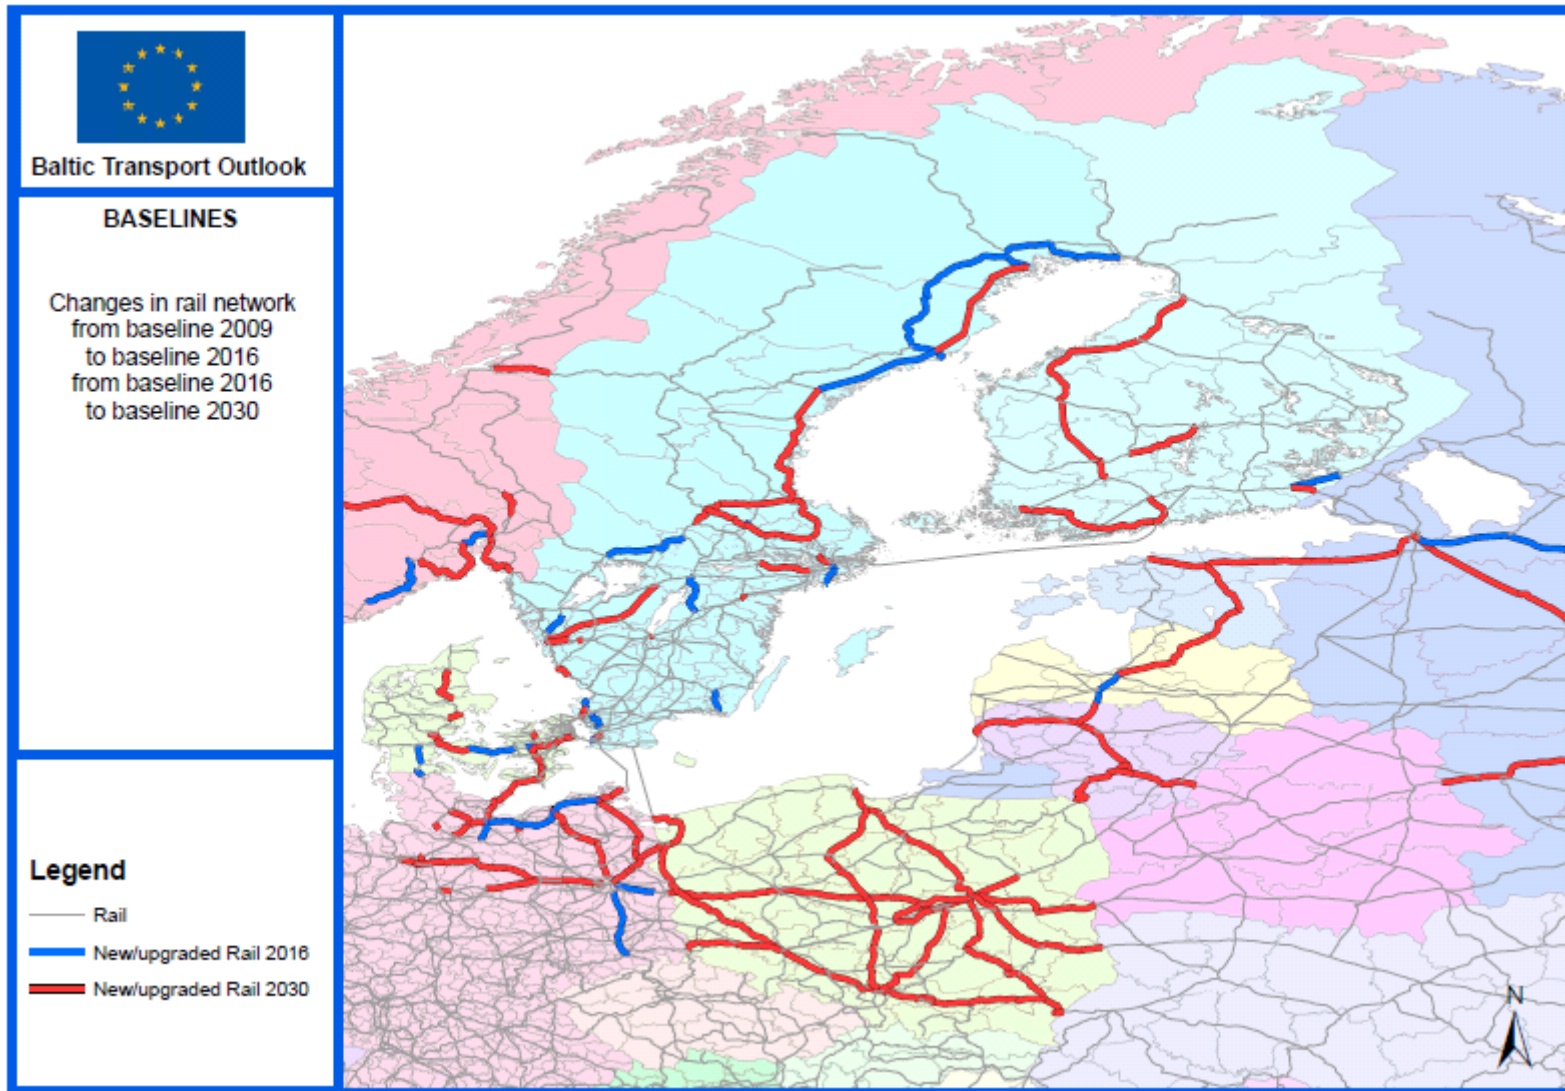 Baltic Transport Outlook
BASELINES
Changes in rail network
from baseline 2009
to baseline 2016
from baseline 2016
to baseline 2030
Legend
Rail
New/upgraded Rail 2016
New/upgraded Rail 2030
N